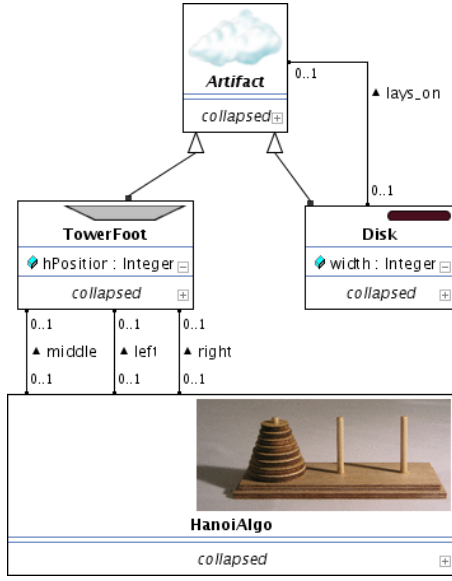 Artifact
collapsed
0..1
lays_on
0..1
TowerFoot
hPosition : Integer
collapsed
Disk
width : Integer
collapsed
0..1 0..1 0..1
middle left right
0..1 0..1 0..1
HanoiAlgo
collapsed